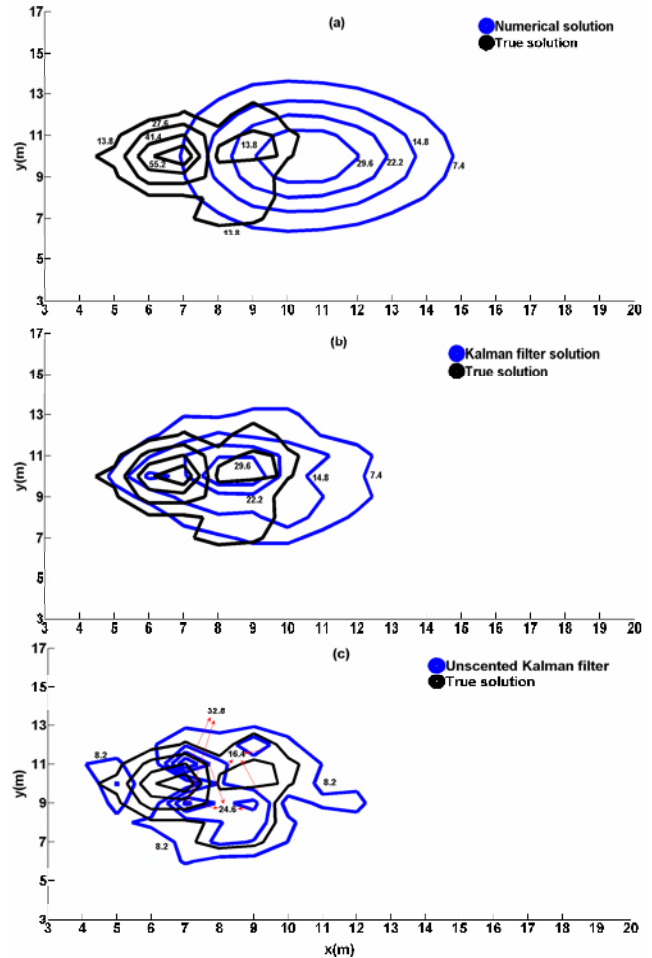 (a)
Numerical solution
True solution
17
15
13
11
9
7
5
3
y(m)
13.8
27.6
41.4
55.2
13.8
13.8
29.6
22.2
14.8
7.4
3 4 5 6 7 8 9 10 11 12 13 14 15 16 17 18 19 20
(b)
Kalman filter solution
True solution
17
15
13
11
9
7
5
3
y(m)
29.6
22.2
14.8
7.4
3 4 5 6 7 8 9 10 11 12 13 14 15 16 17 18 19 20
(c)
Unscented Kalman filter
True solution
17
15
13
11
9
7
5
3
y(m)
32.8
8.2
16.4
8.2
24.6
8.2
3 4 5 6 7 8 9 10 11 12 13 14 15 16 17 18 19 20
x(m)